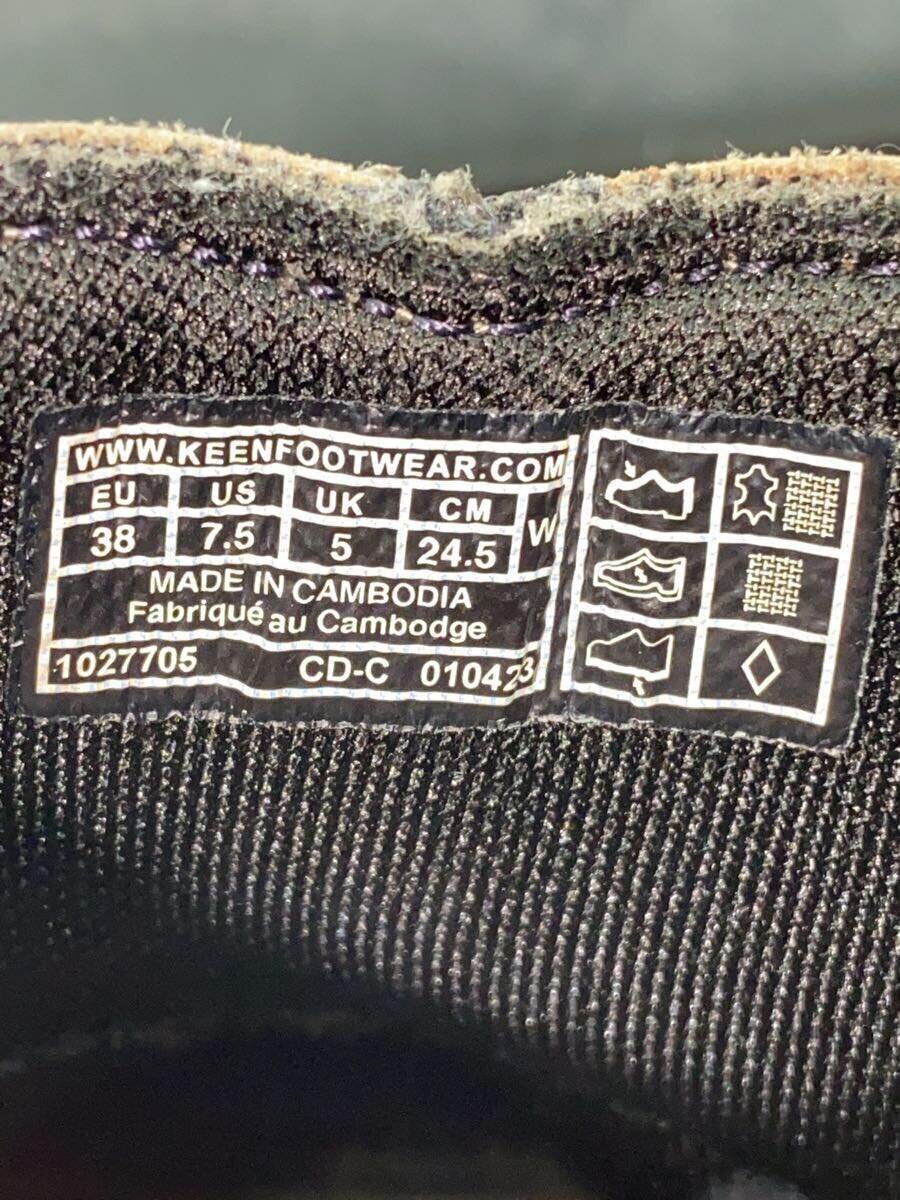 WWW.KEENFOOTWEAR.COM
EU US UK CM W
38 7.5 5 24.5
MADE IN CAMBODIA
Fabriqué au Cambodge
1027705 CD-C 010423